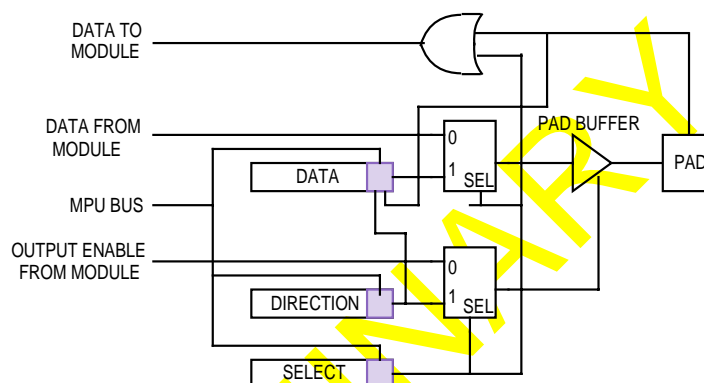 DATA TO
MODULE
DATA FROM
MODULE
PAD BUFFER
0
1
SEL
DATA
PAD
MPU BUS
OUTPUT ENABLE
FROM MODULE
0
1
SEL
DIRECTION
SELECT
INARY